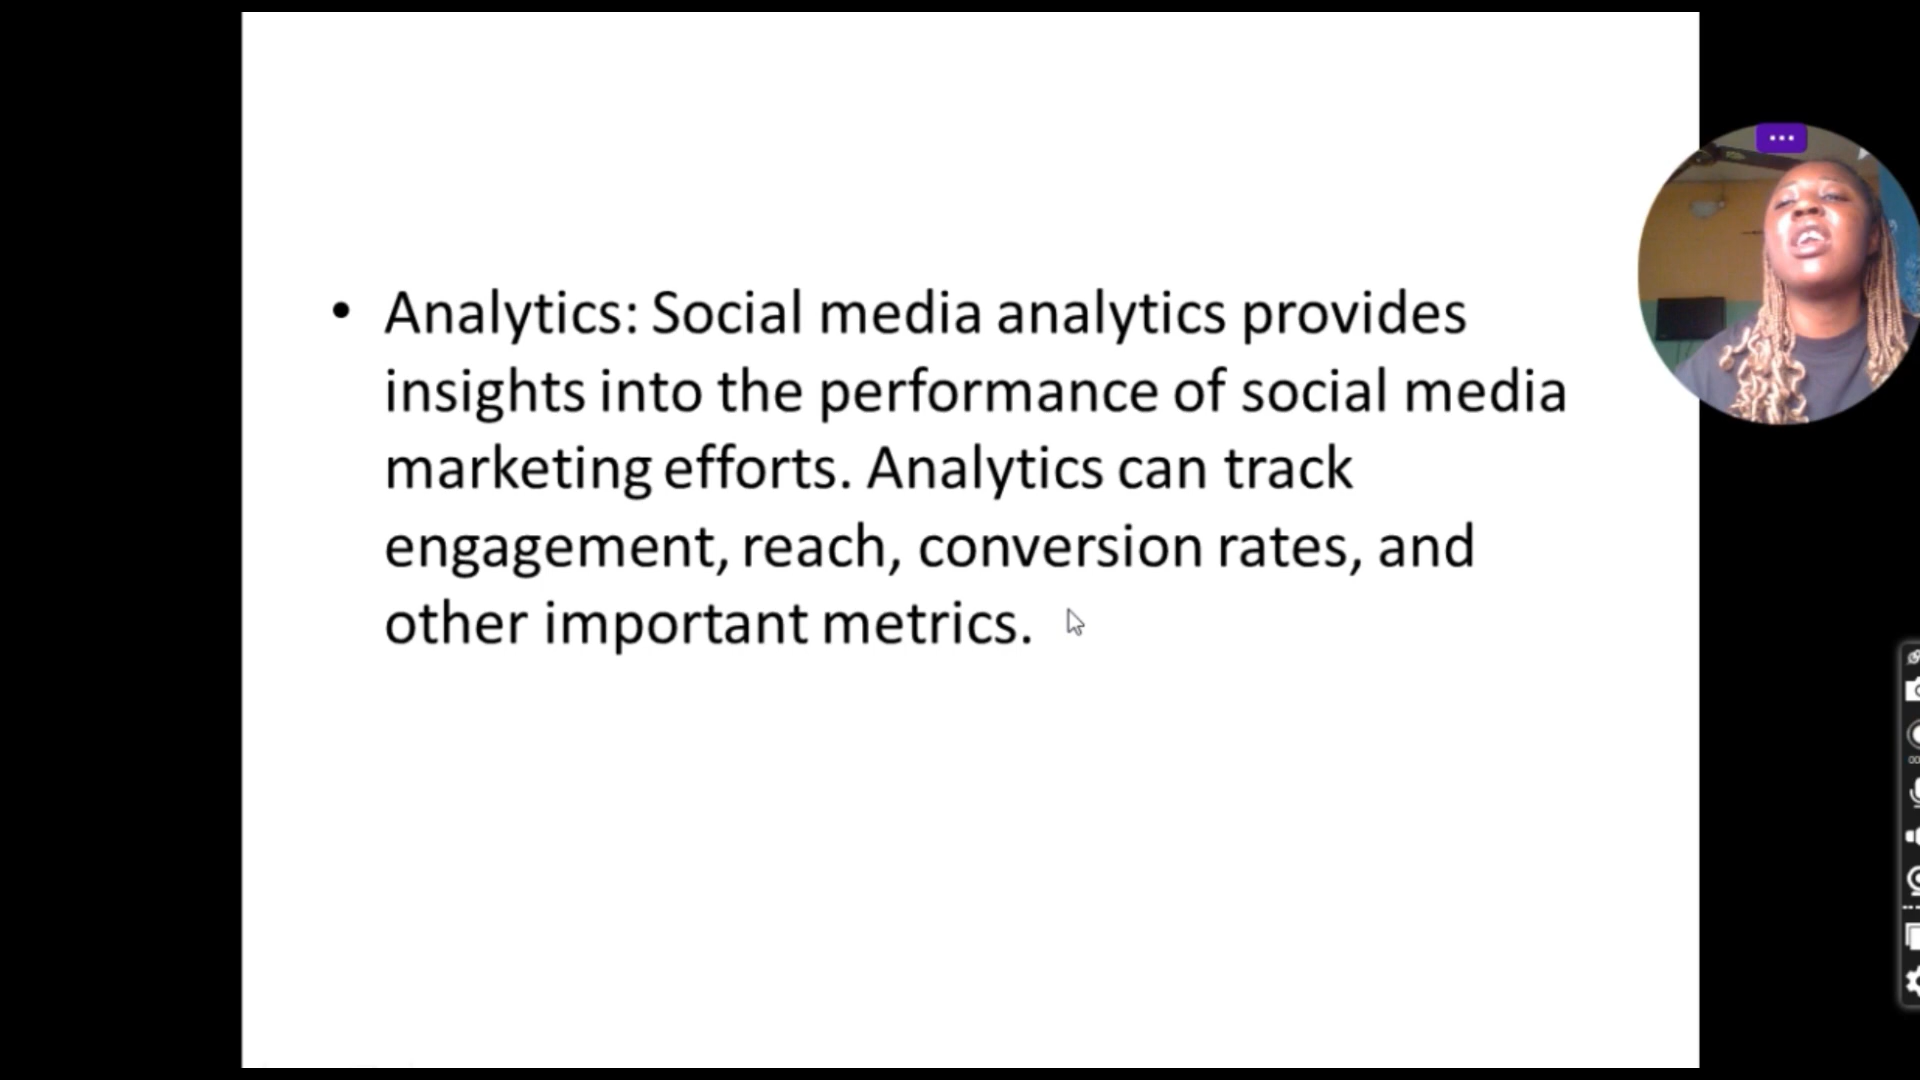 • Analytics: Social media analytics provides
insights into the performance of social media
marketing efforts. Analytics can track
engagement, reach, conversion rates, and
other important metrics.